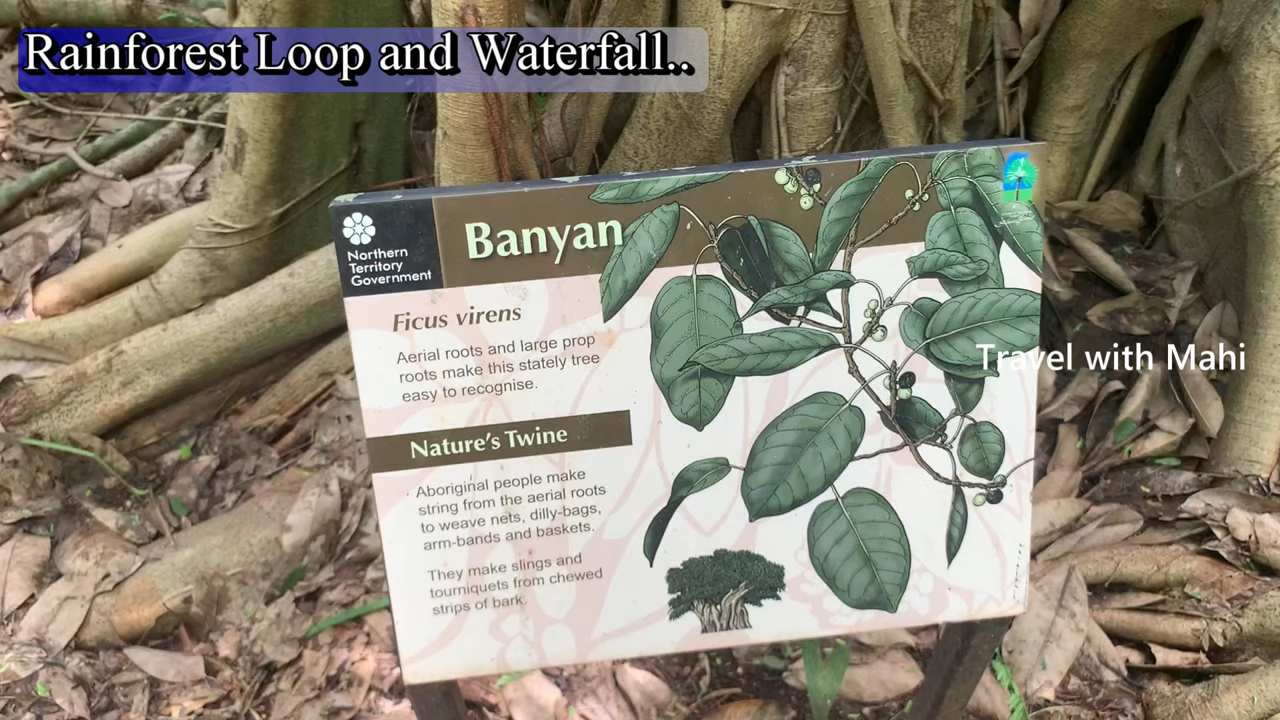 Rainforest Loop and Waterfall..
Northern
Territory
Government
Banyan
Ficus virens
Aerial roots and large prop
roots make this stately tree
easy to recognise.
Nature's Twine
Aboriginal people make
string from the aerial roots
to weave nets, dilly-bags,
arm-bands and baskets.
They make slings and
tourniquets from chewed
strips of bark.
Travel with Mahi